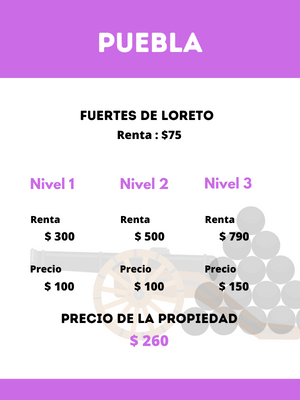 PUEBLA
FUERTES DE LORETO
Renta : $75
Nivel 1 Nivel 2 Nivel 3
Renta Renta Renta
$ 300 $ 500 $ 790
Precio Precio Precio
$ 100 $ 100 $ 150
PRECIO DE LA PROPIEDAD
$ 260